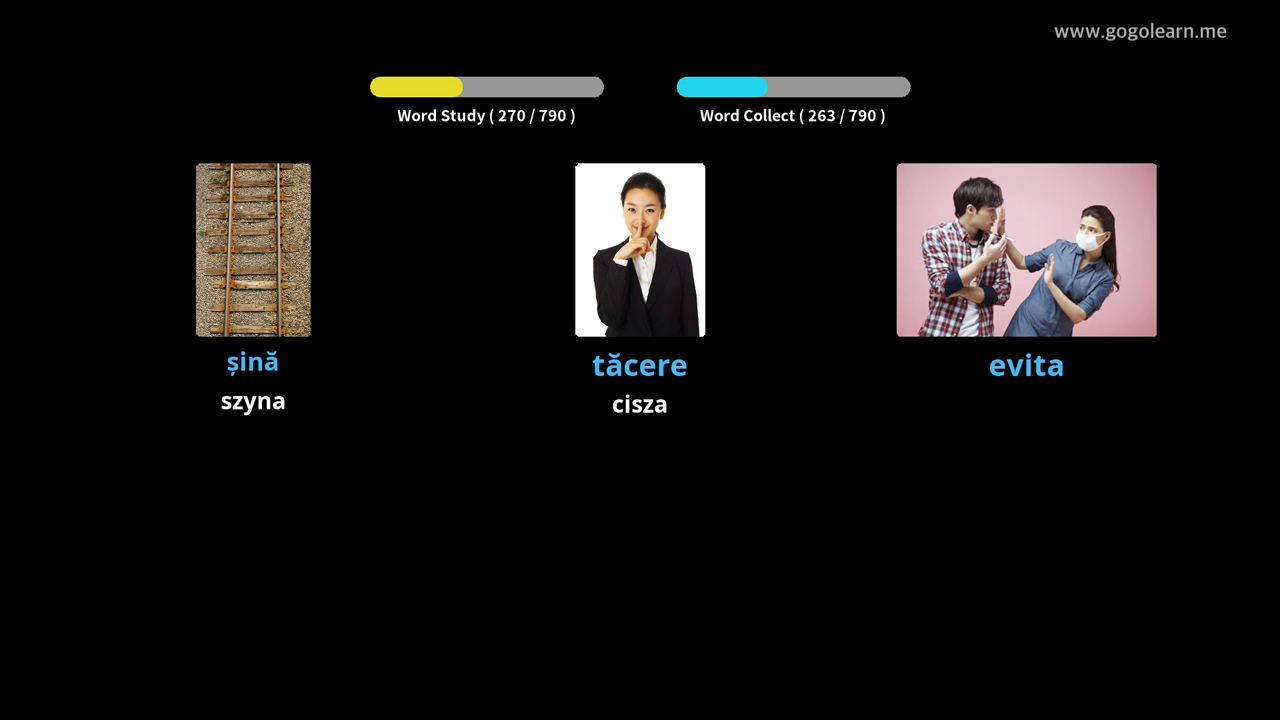 www.gogolearn.me
Word Study ( 270 / 790 )
Word Collect ( 263 / 790 )
șină
szyna
tăcere
cisza
evita